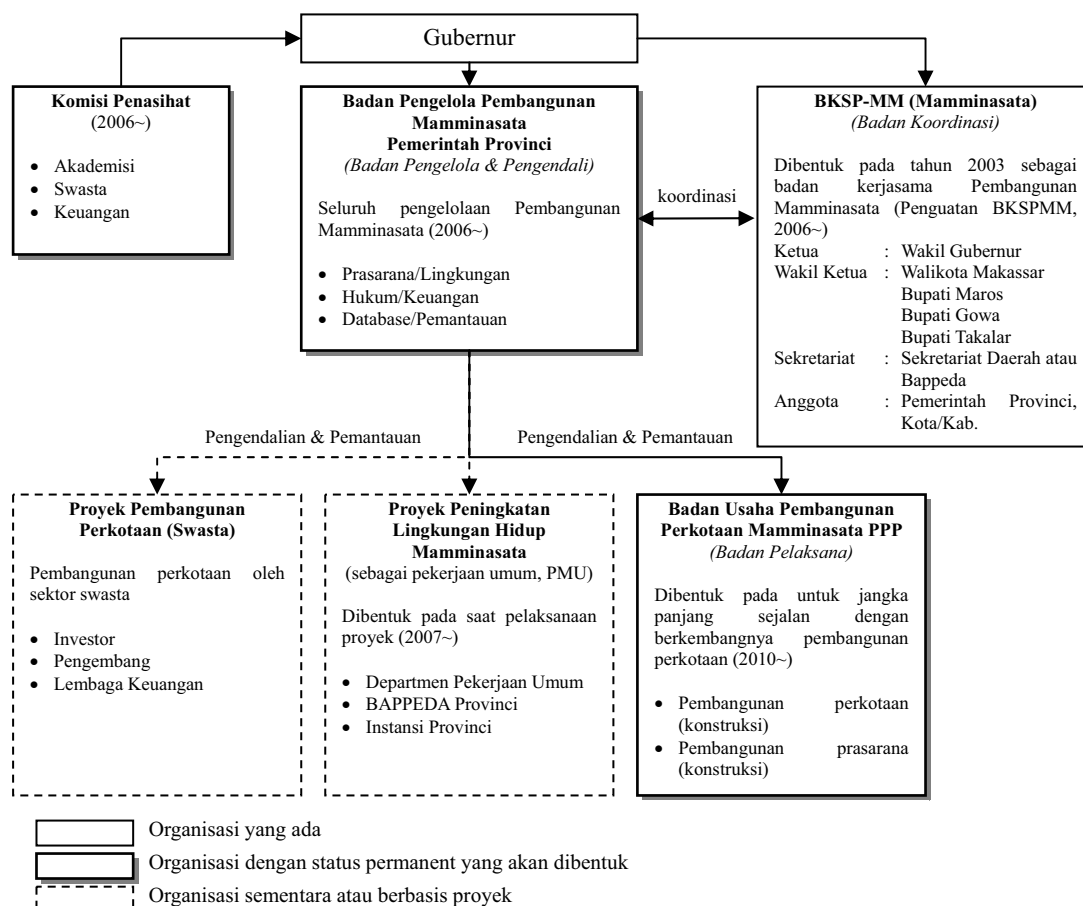 Gubernur
Komisi Penasihat
(2006~)
• Akademisi
• Swasta
• Keuangan
Badan Pengelola Pembangunan
Mamminasata
Pemerintah Provinci
(Badan Pengelola & Pengendali)
Seluruh pengelolaan Pembangunan
Mamminasata (2006~)
• Prasarana/Lingkungan
• Hukum/Keuangan
• Database/Pemantauan
koordinasi
BKSP-MM (Mamminasata)
(Badan Koordinasi)
Dibentuk pada tahun 2003 sebagai
badan kerjasama Pembangunan
Mamminasata (Penguatan BKSPMM,
2006~)
Ketua : Wakil Gubernur
Wakil Ketua : Walikota Makassar
Bupati Maros
Bupati Gowa
Bupati Takalar
Sekretariat : Sekretariat Daerah atau
Bappeda
Anggota : Pemerintah Provinci,
Kota/Kab.
Pengendalian & Pemantauan
Pengendalian & Pemantauan
Proyek Pembangunan
Perkotaan (Swasta)
Pembangunan perkotaan oleh
sektor swasta
• Investor
• Pengembang
• Lembaga Keuangan
Proyek Peningkatan
Lingkungan Hidup
Mamminasata
(sebagai pekerjaan umum, PMU)
Dibentuk pada saat pelaksanaan
proyek (2007~)
• Departmen Pekerjaan Umum
• BAPPEDA Provinci
• Instansi Provinci
Badan Usaha Pembangunan
Perkotaan Mamminasata PPP
(Badan Pelaksana)
Dibentuk pada untuk jangka
panjang sejalan dengan
berkembangnya pembangunan
perkotaan (2010~)
• Pembangunan perkotaan
(konstruksi)
• Pembangunan prasarana
(konstruksi)
Organisasi yang ada
Organisasi dengan status permanent yang akan dibentuk
Organisasi sementara atau berbasis proyek